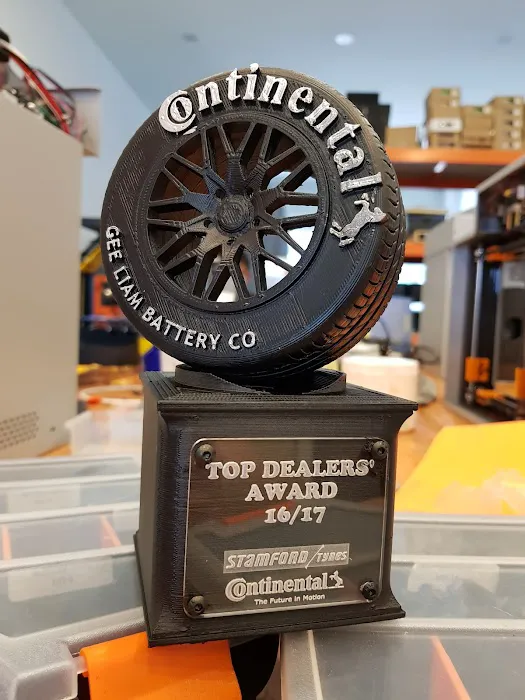 Continental
GEE LIAM BATTERY CO
TOP DEALERS'
AWARD
16/17
STAMFORD/TYRES
Continental
The Future in Motion